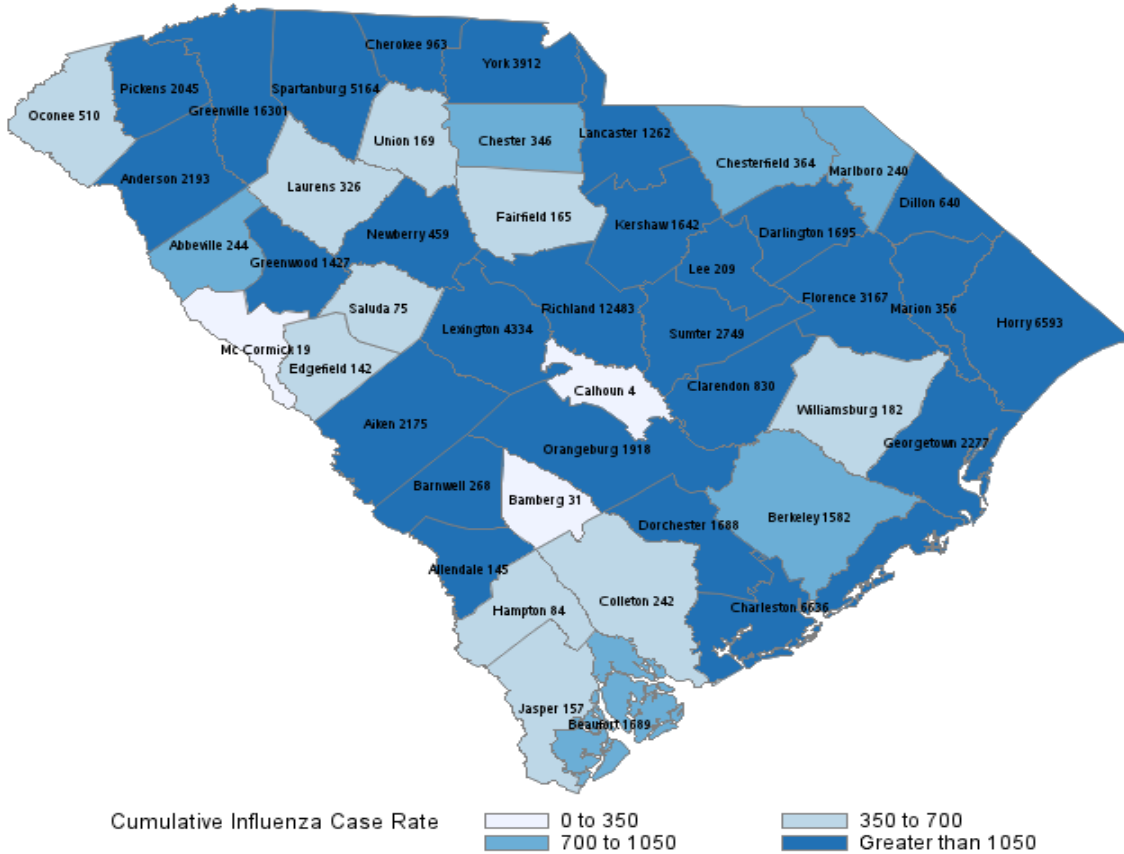 Cherokee 963
York 3912
Pickens 2045
Spartanburg 5164
Greenville 16301
Oconee 510
Union 169
Chester 346
Lancaster 1262
Chesterfield 364
Marlboro 240
Anderson 2193
Laurens 326
Dillon 640
Fairfield 165
Kershaw 1642
Darlington 1695
Newberry 459
Abbeville 244
Greenwood 1427
Lee 209
Saluda 75
Richland 12483
Florence 3167
Marion 356
Lexington 4334
Sumter 2749
Horry 6593
Mc Cormick 19
Edgefield 142
Calhoun 4
Clarendon 830
Williamsburg 182
Aiken 2175
Georgetown 2277
Orangeburg 1918
Barnwell 268
Bamberg 31
Berkeley 1582
Dorchester 1688
Allendale 145
Colleton 242
Charleston 6636
Hampton 84
Jasper 157
Beaufort 1689
Cumulative Influenza Case Rate
0 to 350
350 to 700
700 to 1050
Greater than 1050